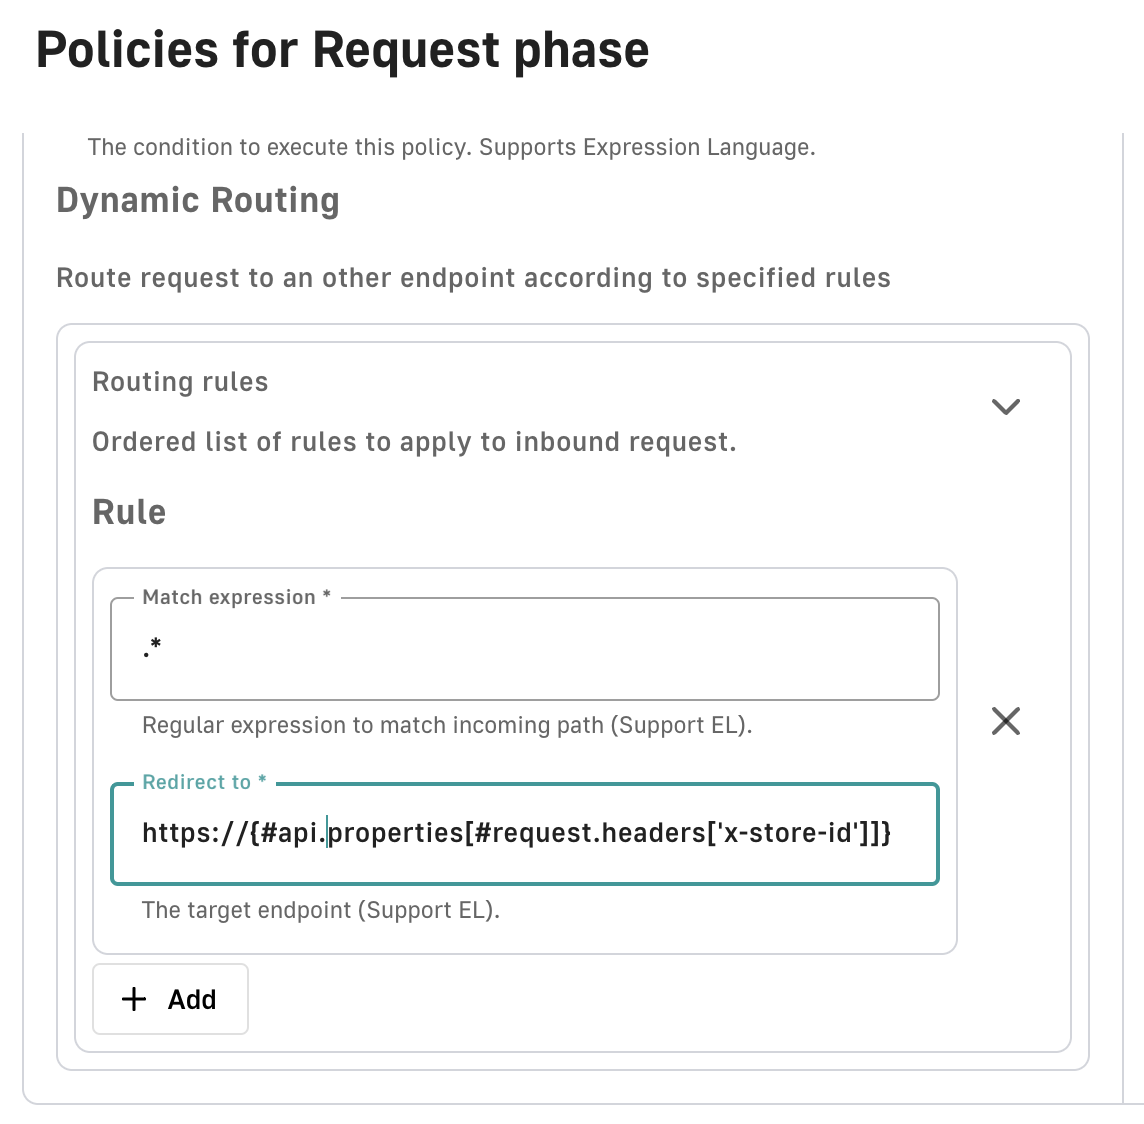 Policies for Request phase
The condition to execute this policy. Supports Expression Language.
Dynamic Routing
Route request to an other endpoint according to specified rules
Routing rules
Ordered list of rules to apply to inbound request.
Rule
Match expression *
.*
Regular expression to match incoming path (Support EL).
Redirect to *
https://{#api.properties[#request.headers['x-store-id']]}
The target endpoint (Support EL).
+ Add